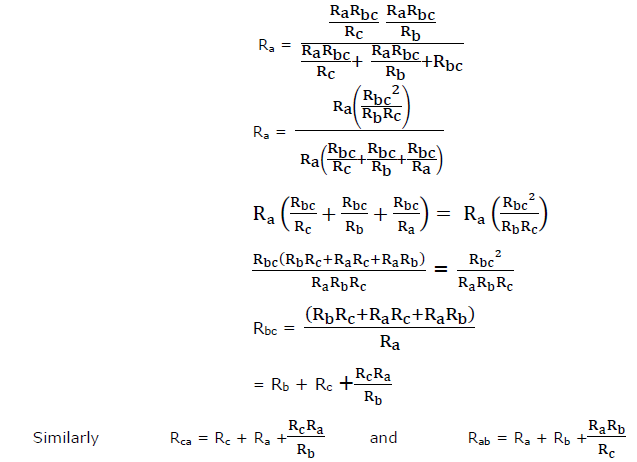 Ra = ((RaRbc/Rc) (RaRbc/Rb)) / (RaRbc/Rc + RaRbc/Rb + Rbc)
Ra = Ra(Rbc²/RbRc) / Ra(Rbc/Rc + Rbc/Rb + Rbc/Ra)
Ra (Rbc/Rc + Rbc/Rb + Rbc/Ra) = Ra (Rbc²/RbRc)
Rbc(RbRc+RaRc+RaRb)/RaRbRc = Rbc²/RaRbRc
Rbc = (RbRc+RaRc+RaRb)/Ra
= Rb + Rc + RcRa/Rb
Similarly Rca = Rc + Ra + RcRa/Rb and Rab = Ra + Rb + RaRb/Rc